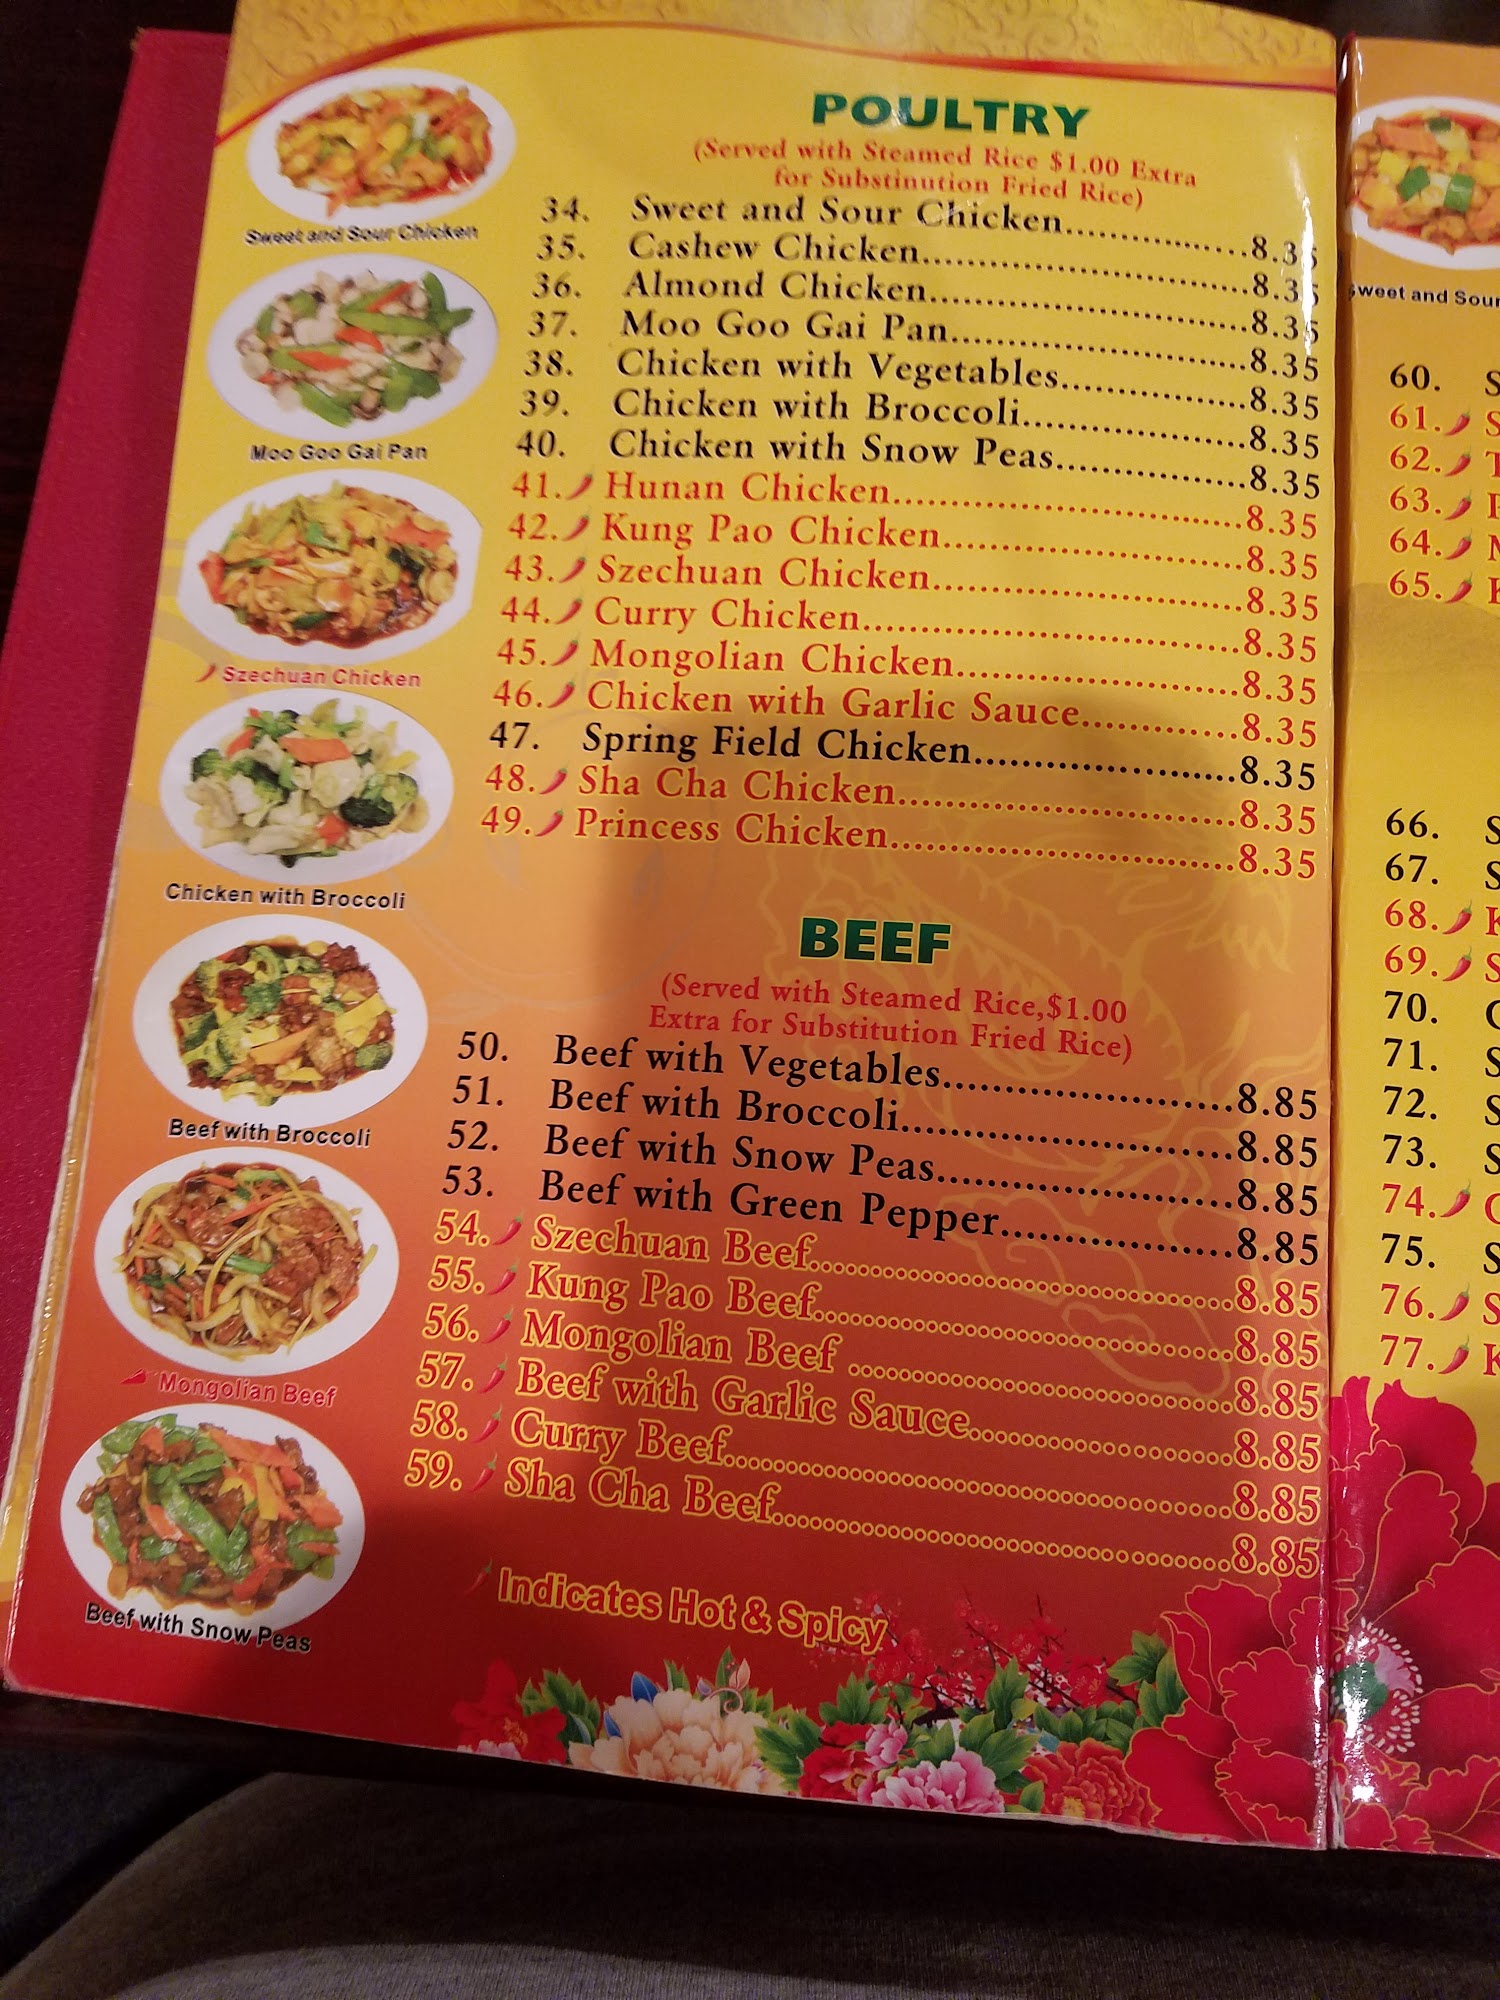 POULTRY
(Served with Steamed Rice $1.00 Extra
for Substinution Fried Rice)
34. Sweet and Sour Chicken.................8.35
35. Cashew Chicken.................8.35
36. Almond Chicken.................8.35
37. Moo Goo Gai Pan.................8.35
38. Chicken with Vegetables.................8.35
39. Chicken with Broccoli.................8.35
40. Chicken with Snow Peas.................8.35
41. Hunan Chicken.................8.35
42. Kung Pao Chicken.................8.35
43. Szechuan Chicken.................8.35
44. Curry Chicken.................8.35
45. Mongolian Chicken.................8.35
46. Chicken with Garlic Sauce.................8.35
47. Spring Field Chicken.................8.35
48. Sha Cha Chicken.................8.35
49. Princess Chicken.................8.35
BEEF
(Served with Steamed Rice,$1.00
Extra for Substitution Fried Rice)
50. Beef with Vegetables.................8.85
51. Beef with Broccoli.................8.85
52. Beef with Snow Peas.................8.85
53. Beef with Green Pepper.................8.85
54. Szechuan Beef.................8.85
55. Kung Pao Beef.................8.85
56. Mongolian Beef .................8.85
57. Beef with Garlic Sauce.................8.85
58. Curry Beef.................8.85
59. Sha Cha Beef.................8.85
Indicates Hot & Spicy
Sweet and Sour Chicken
Moo Goo Gai Pan
Szechuan Chicken
Chicken with Broccoli
Beef with Broccoli
Mongolian Beef
Beef with Snow Peas
Sweet and Sour
60.
61.
62.
63.
64.
65.
66.
67.
68.
69.
70.
71.
72.
73.
74.
75.
76.
77.